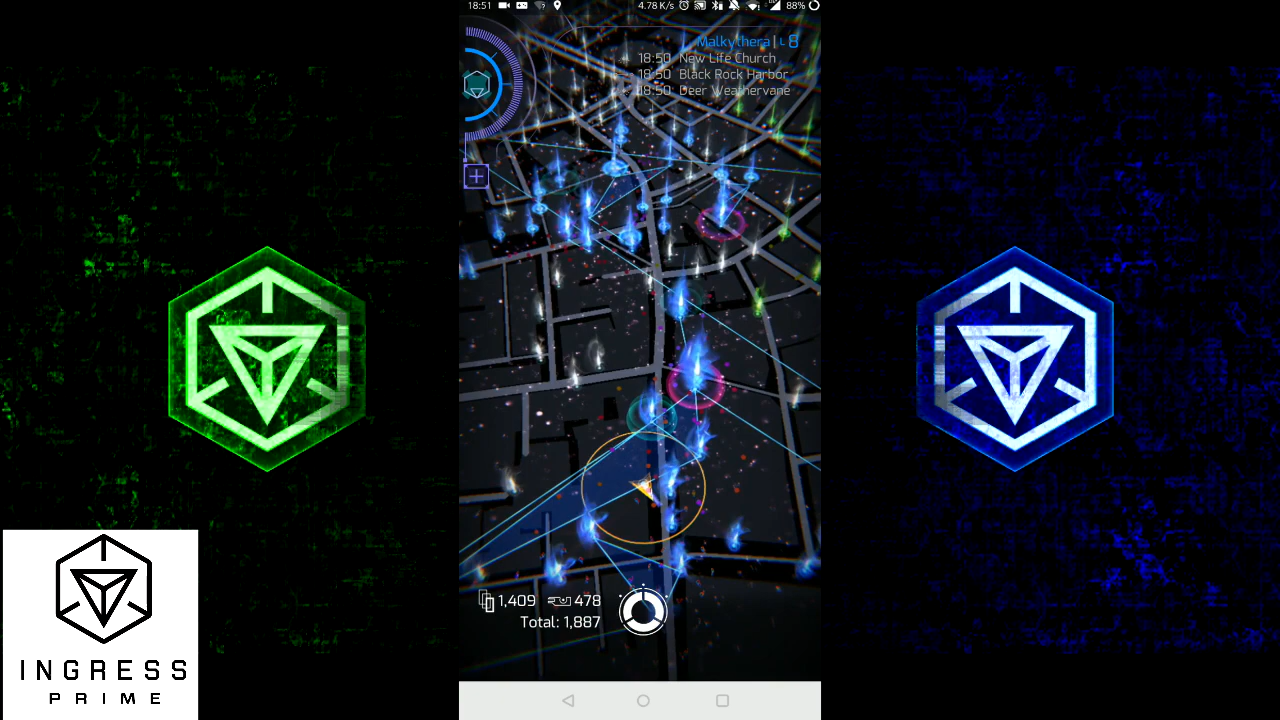 18:51
4.78 K/s
88%
Malkythera | L 8
18:50 New Life Church
18:50 Black Rock Harbor
18:50 Deer Weathervane
1,409 478
Total: 1,887
INGRESS
PRIME